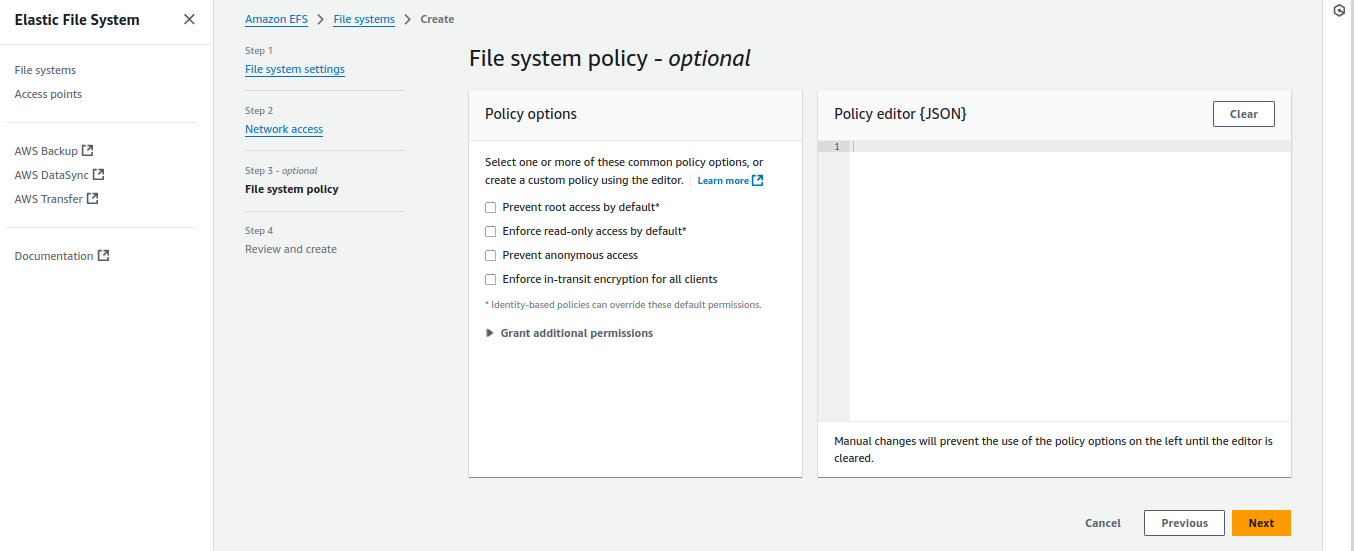 Elastic File System
File systems
Access points
AWS Backup
AWS DataSync
AWS Transfer
Documentation
Amazon EFS > File systems > Create
Step 1
File system settings
Step 2
Network access
Step 3 - optional
File system policy
Step 4
Review and create
File system policy - optional
Policy options
Select one or more of these common policy options, or
create a custom policy using the editor. Learn more
Prevent root access by default*
Enforce read-only access by default*
Prevent anonymous access
Enforce in-transit encryption for all clients
* Identity-based policies can override these default permissions.
Grant additional permissions
Policy editor {JSON}
Clear
1
Manual changes will prevent the use of the policy options on the left until the editor is
cleared.
Cancel
Previous
Next